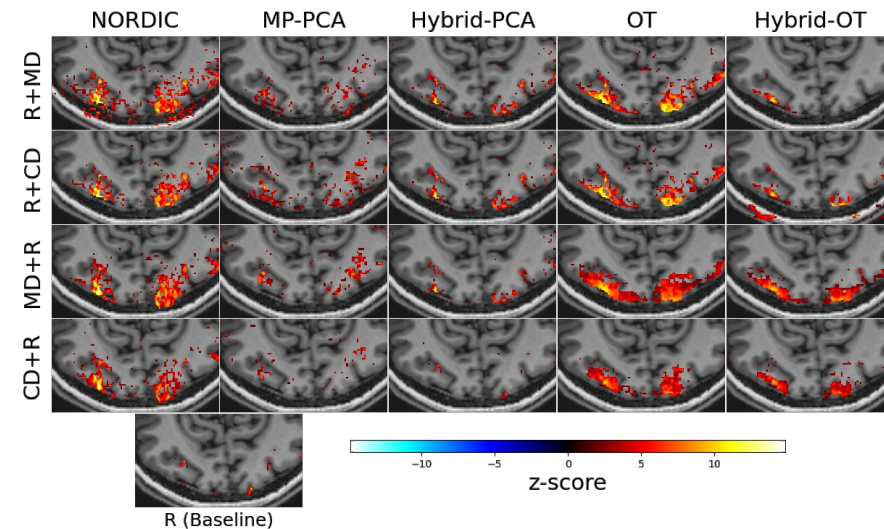 NORDIC MP-PCA Hybrid-PCA OT Hybrid-OT
R+MD
R+CD
MD+R
CD+R
−10 −5 0 5 10
z-score
R (Baseline)